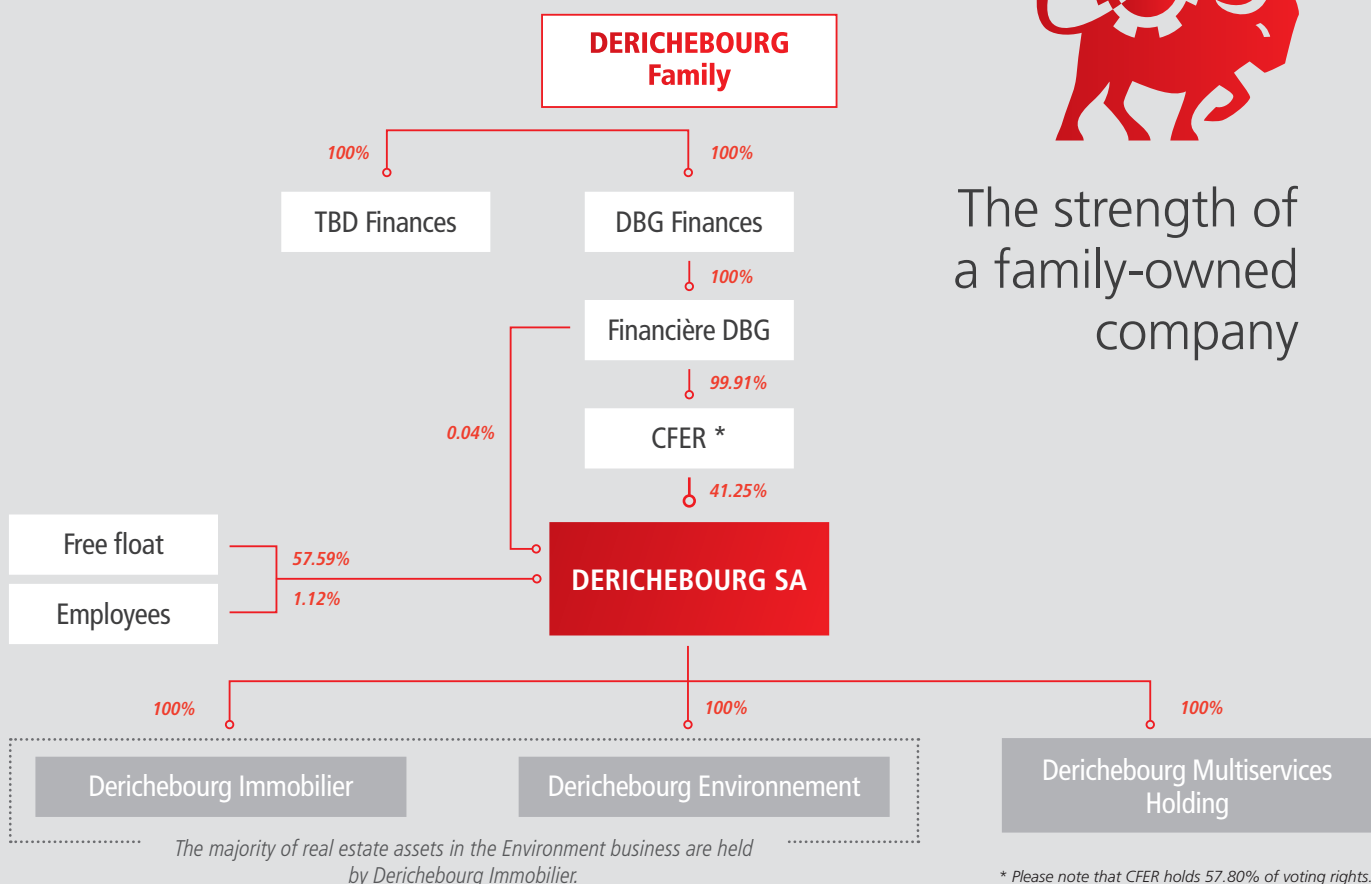 DERICHEBOURG
Family
100%
100%
TBD Finances
DBG Finances
The strength of
a family-owned
company
100%
Financière DBG
99.91%
0.04%
CFER *
41.25%
Free float
57.59%
DERICHEBOURG SA
1.12%
Employees
100%
100%
100%
Derichebourg Immobilier
Derichebourg Environnement
Derichebourg Multiservices
Holding
The majority of real estate assets in the Environment business are held
by Derichebourg Immobilier.
* Please note that CFER holds 57.80% of voting rights.